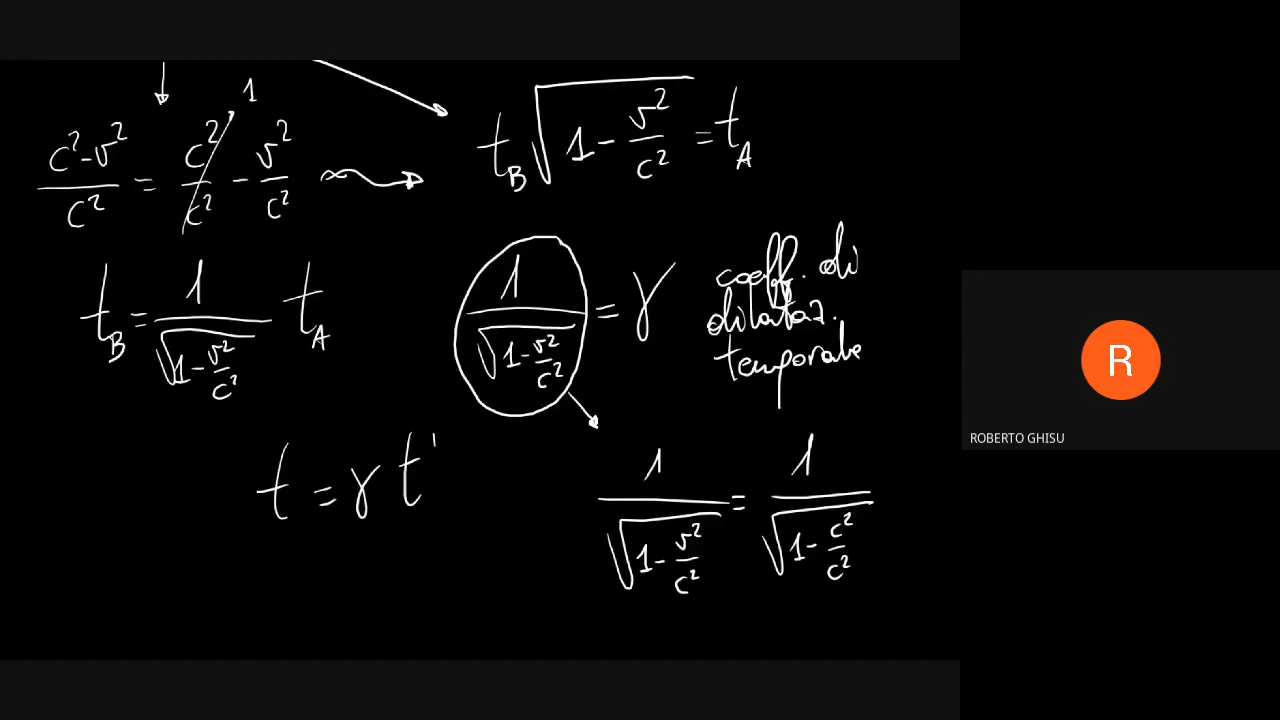 (c²-v²)/c² = c²/c² 1 - v²/c²
t_B √(1 - v²/c²) = t_A
t_B = 1/√(1 - v²/c²) t_A
1/√(1 - v²/c²) = γ
coeff. di
dilataz.
temporale
t = γ t'
1/√(1 - v²/c²) = 1/√(1 - c²/c²)
R
ROBERTO GHISU